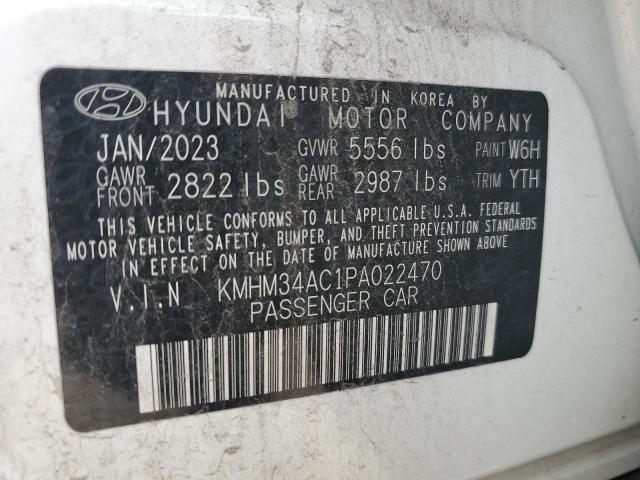 MANUFACTURED IN KOREA BY
HYUNDAI MOTOR COMPANY
JAN/2023 GVWR 5556 lbs PAINT W6H
GAWR FRONT 2822 lbs GAWR REAR 2987 lbs TRIM YTH
THIS VEHICLE CONFORMS TO ALL APPLICABLE U.S.A. FEDERAL
MOTOR VEHICLE SAFETY, BUMPER, AND THEFT PREVENTION STANDARDS
IN EFFECT ON THE DATE OF MANUFACTURE SHOWN ABOVE
V.I.N KMHM34AC1PA022470
PASSENGER CAR